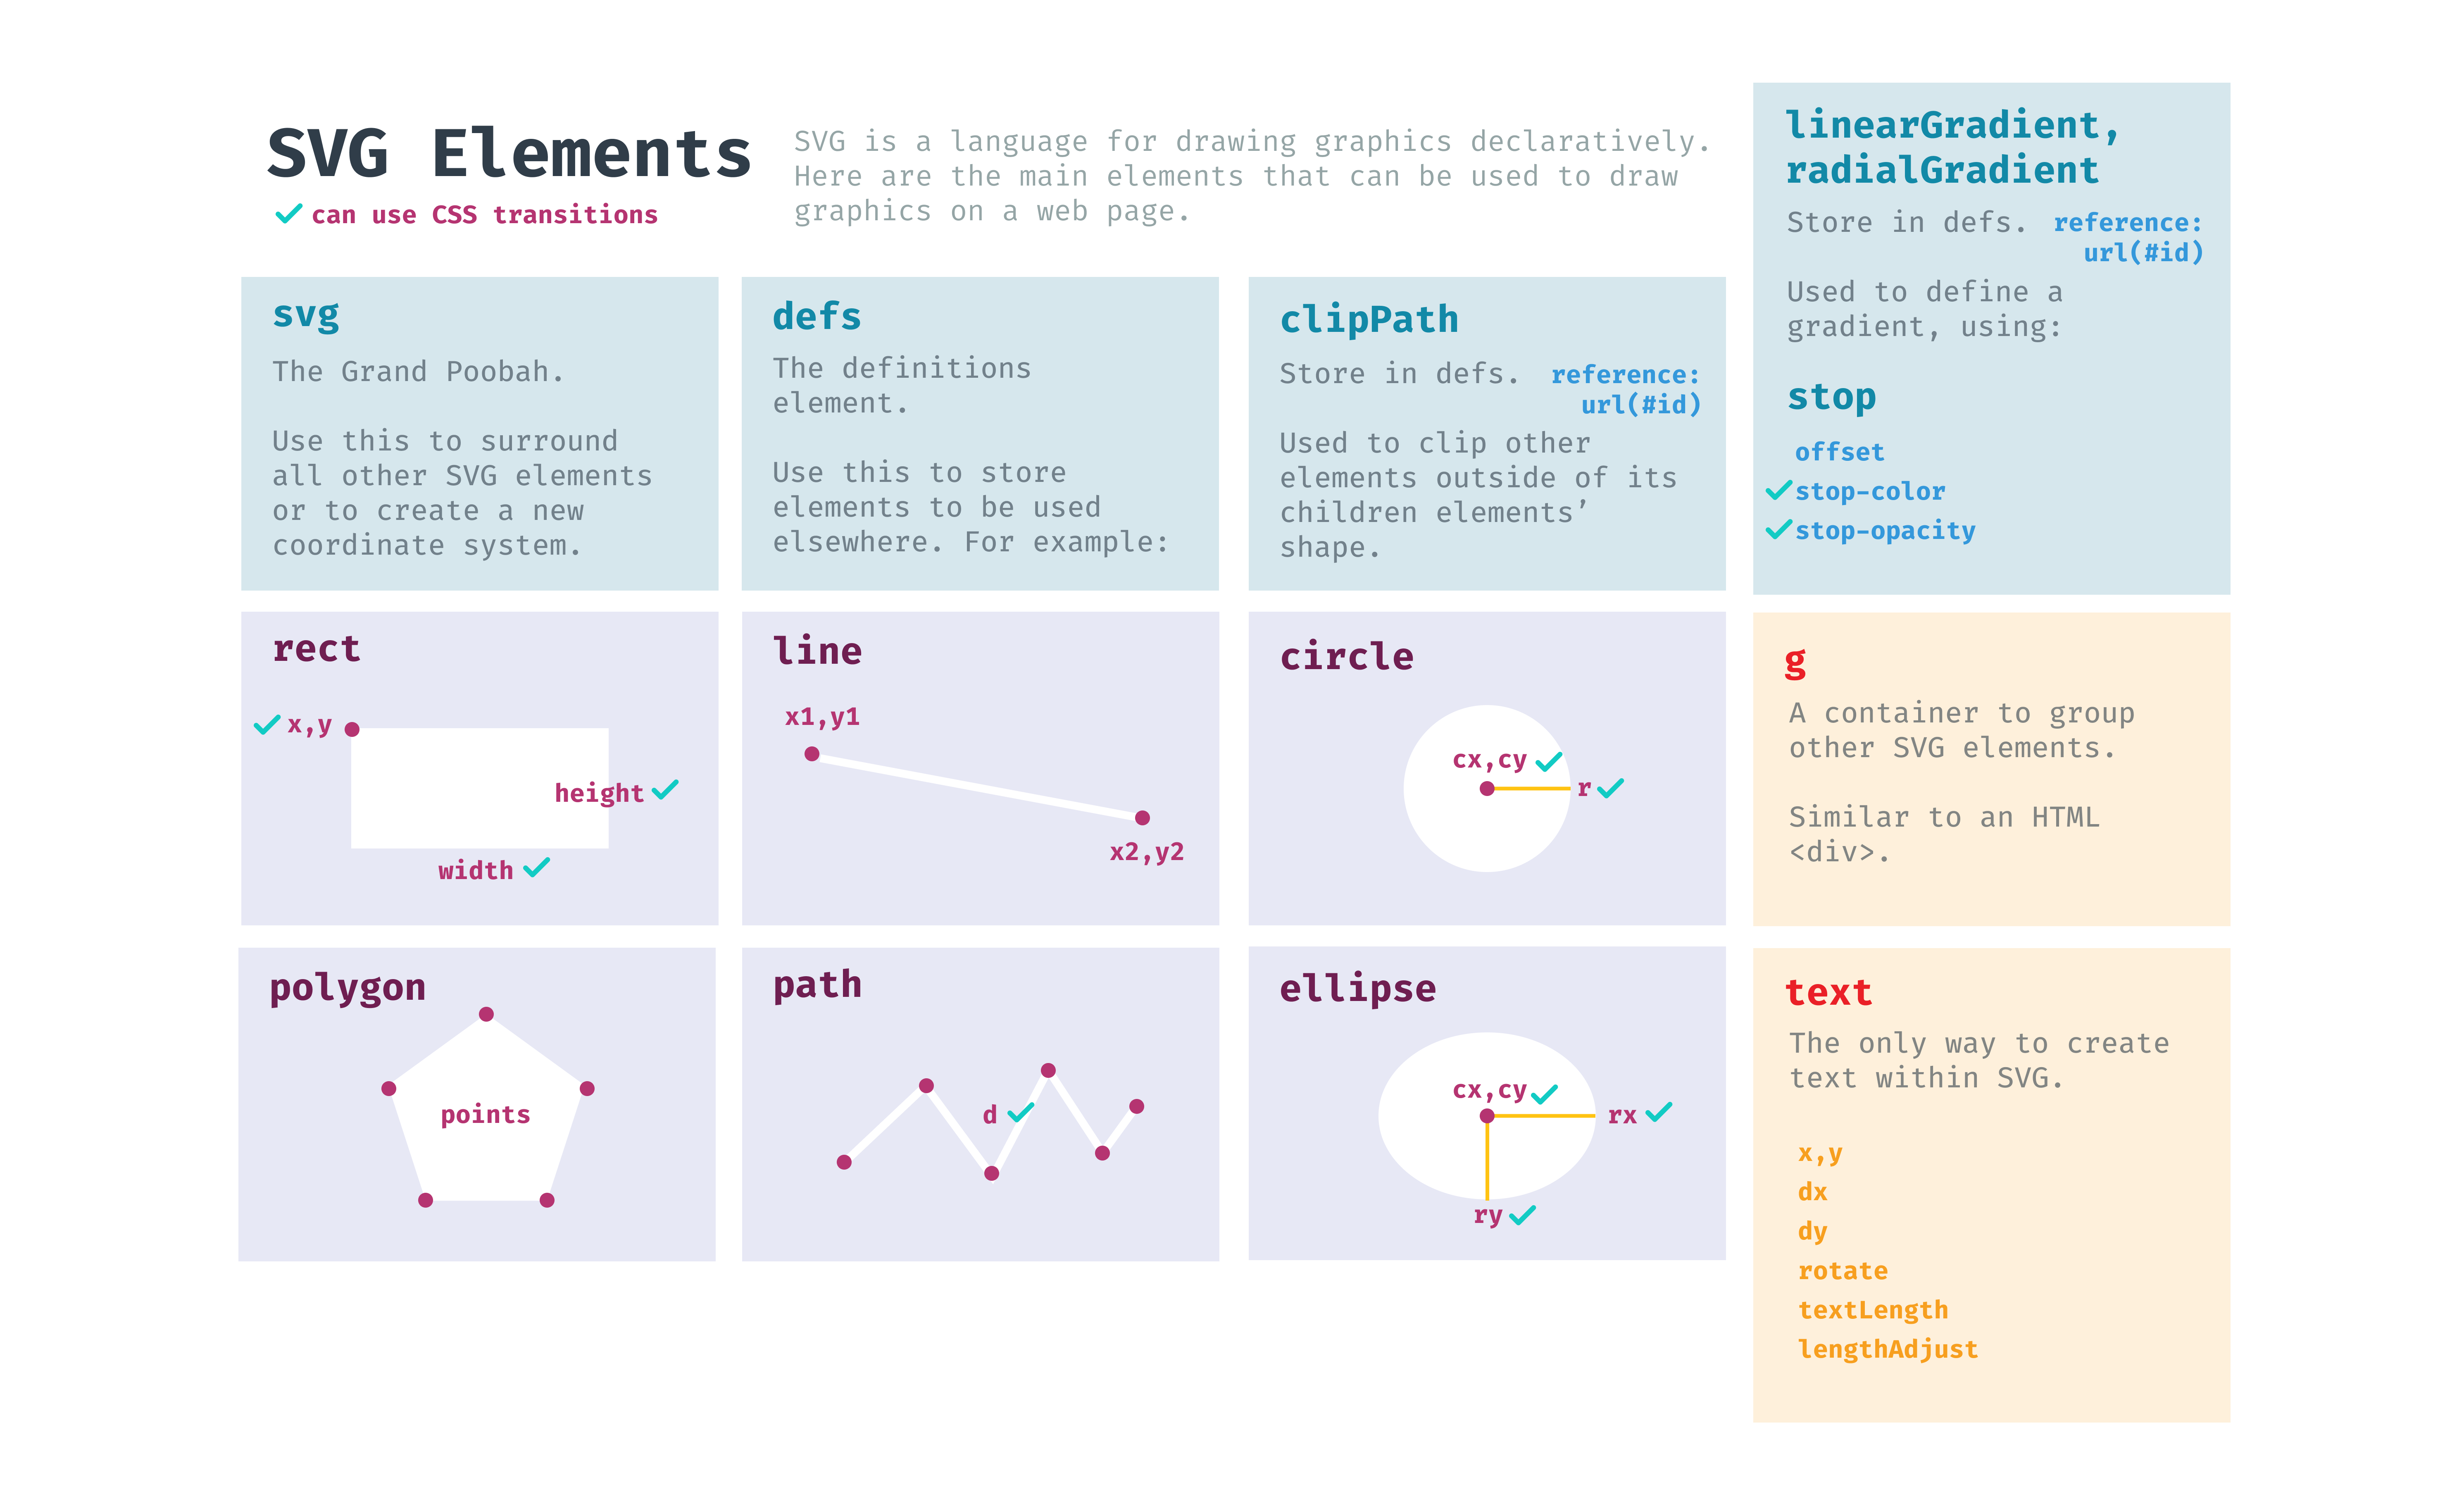 SVG Elements
can use CSS transitions
SVG is a language for drawing graphics declaratively.
Here are the main elements that can be used to draw
graphics on a web page.
svg
The Grand Poobah.
Use this to surround
all other SVG elements
or to create a new
coordinate system.
defs
The definitions
element.
Use this to store
elements to be used
elsewhere. For example:
clipPath
Store in defs.
reference:
url(#id)
Used to clip other
elements outside of its
children elements’
shape.
linearGradient,
radialGradient
Store in defs.
reference:
url(#id)
Used to define a
gradient, using:
stop
offset
stop-color
stop-opacity
rect
x,y
height
width
line
x1,y1
x2,y2
circle
cx,cy
r
g
A container to group
other SVG elements.
Similar to an HTML
<div>.
polygon
points
path
d
ellipse
cx,cy
rx
ry
text
The only way to create
text within SVG.
x,y
dx
dy
rotate
textLength
lengthAdjust